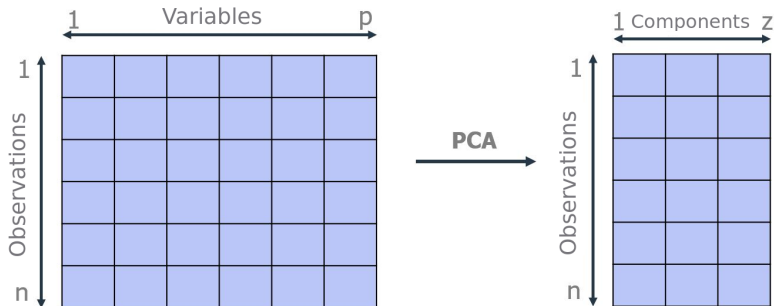 1 Variables p
1 Components z
1
1
Observations
PCA
Observations
n
n